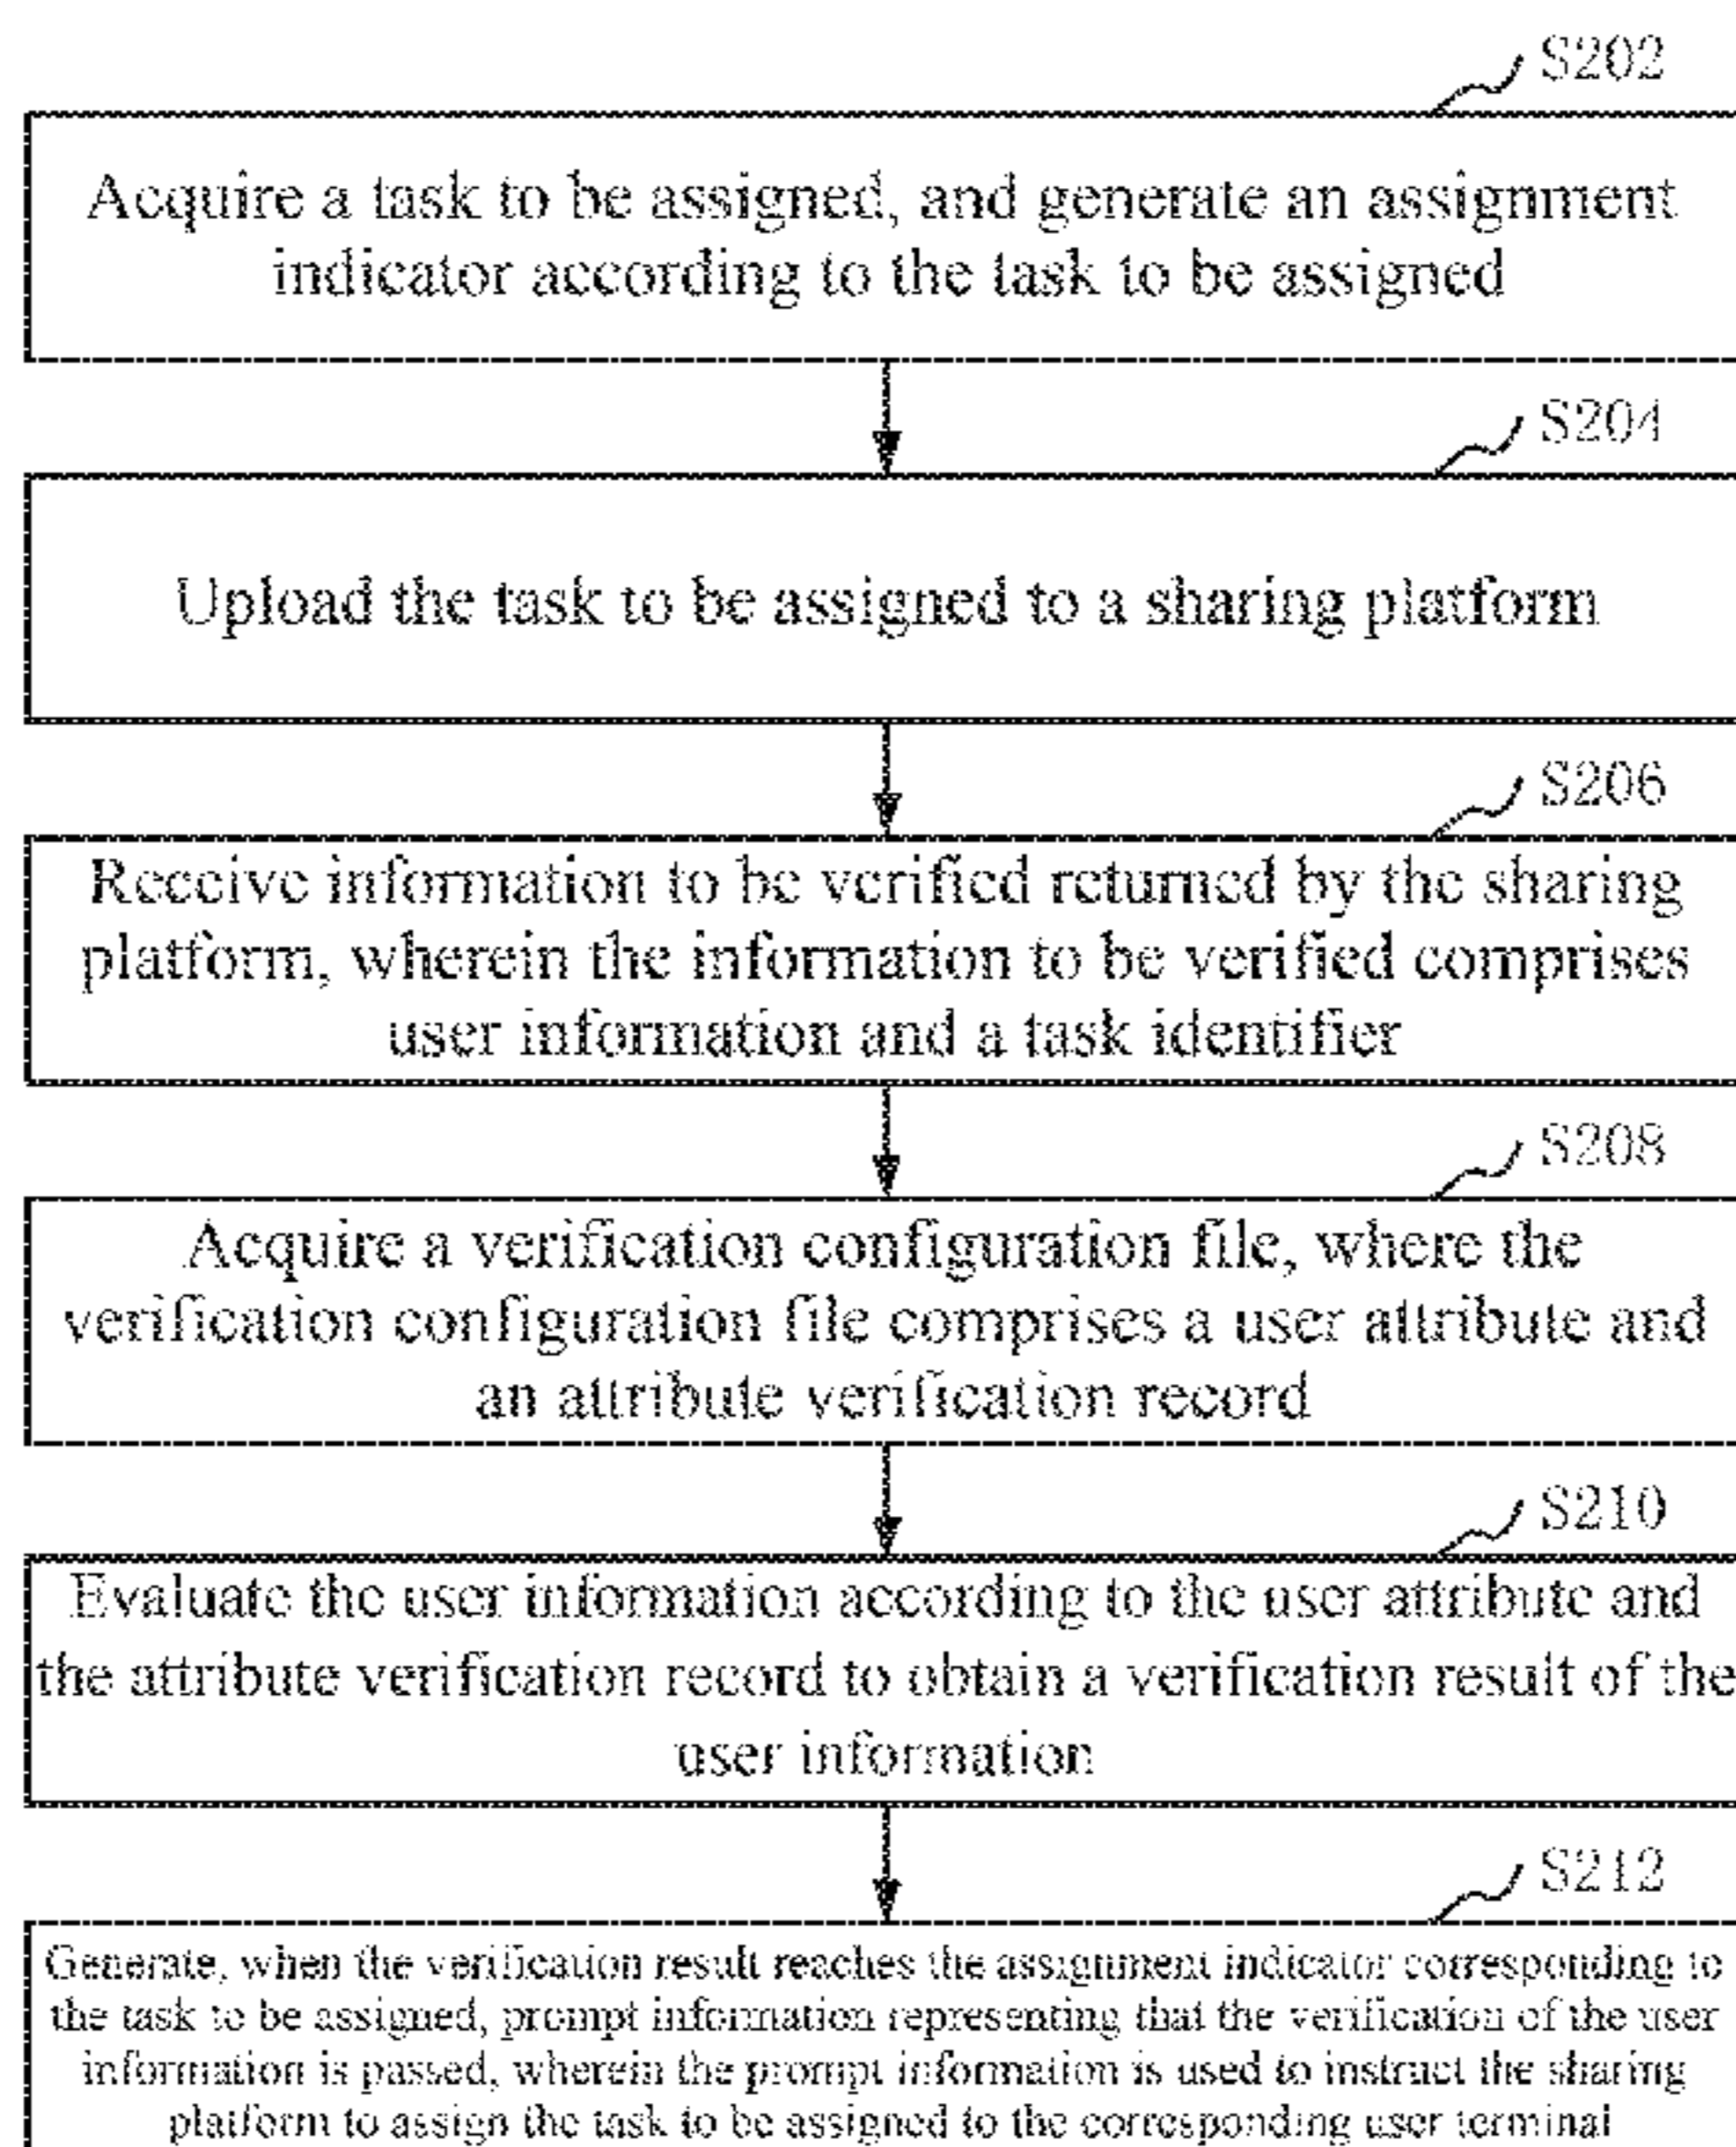 S202
Acquire a task to be assigned, and generate an assignment
indicator according to the task to be assigned
S204
Upload the task to be assigned to a sharing platform
S206
Receive information to be verified returned by the sharing
platform, wherein the information to be verified comprises
user information and a task identifier
S208
Acquire a verification configuration file, where the
verification configuration file comprises a user attribute and
an attribute verification record
S210
Evaluate the user information according to the user attribute and
the attribute verification record to obtain a verification result of the
user information
S212
Generate, when the verification result reaches the assignment indicator corresponding to
the task to be assigned, prompt information representing that the verification of the user
information is passed, wherein the prompt information is used to instruct the sharing
platform to assign the task to be assigned to the corresponding user terminal